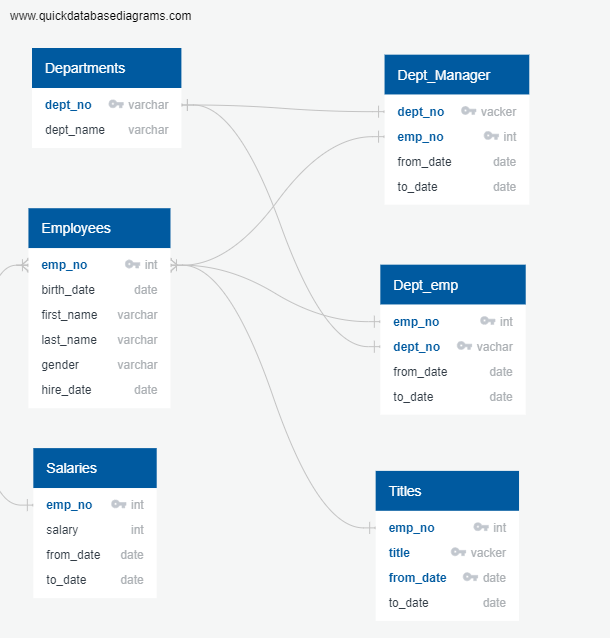 www.quickdatabasediagrams.com
Departments
dept_no varchar
dept_name varchar
Employees
emp_no int
birth_date date
first_name varchar
last_name varchar
gender varchar
hire_date date
Salaries
emp_no int
salary int
from_date date
to_date date
Dept_Manager
dept_no vacker
emp_no int
from_date date
to_date date
Dept_emp
emp_no int
dept_no vachar
from_date date
to_date date
Titles
emp_no int
title vacker
from_date date
to_date date